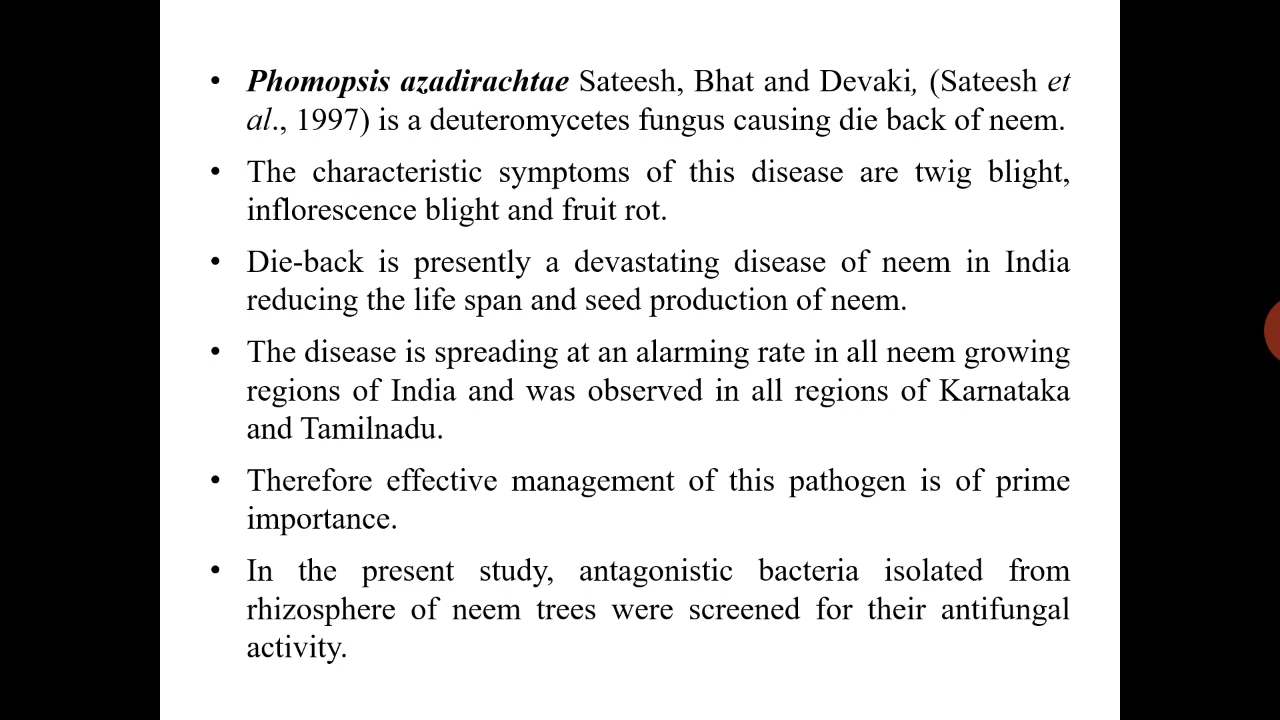 • Phomopsis azadirachtae Sateesh, Bhat and Devaki, (Sateesh et
al., 1997) is a deuteromycetes fungus causing die back of neem.
• The characteristic symptoms of this disease are twig blight,
inflorescence blight and fruit rot.
• Die-back is presently a devastating disease of neem in India
reducing the life span and seed production of neem.
• The disease is spreading at an alarming rate in all neem growing
regions of India and was observed in all regions of Karnataka
and Tamilnadu.
• Therefore effective management of this pathogen is of prime
importance.
• In the present study, antagonistic bacteria isolated from
rhizosphere of neem trees were screened for their antifungal
activity.